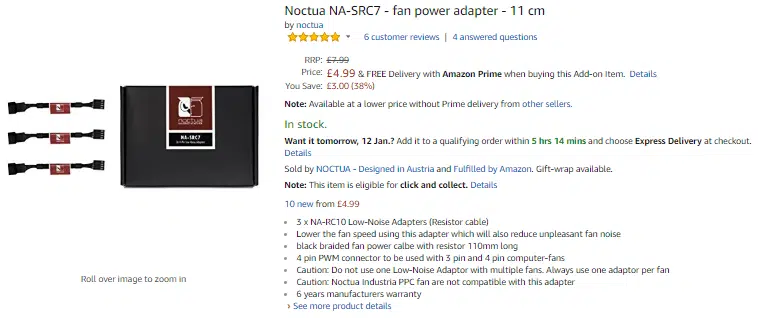 Noctua NA-SRC7 - fan power adapter - 11 cm
by noctua
6 customer reviews | 4 answered questions
RRP: £7.99
Price: £4.99 & FREE Delivery with Amazon Prime when buying this Add-on Item. Details
You Save: £3.00 (38%)
Note: Available at a lower price without Prime delivery from other sellers.
In stock.
Want it tomorrow, 12 Jan.? Add it to a qualifying order within 5 hrs 14 mins and choose Express Delivery at checkout.
Details
Sold by NOCTUA - Designed in Austria and Fulfilled by Amazon. Gift-wrap available.
Note: This item is eligible for click and collect. Details
10 new from £4.99
3 x NA-RC10 Low-Noise Adapters (Resistor cable)
Lower the fan speed using this adapter which will also reduce unpleasant fan noise
black braided fan power calbe with resistor 110mm long
4 pin PWM connector to be used with 3 pin and 4 pin computer-fans
Caution: Do not use one Low-Noise Adaptor with multiple fans. Always use one adaptor per fan
Caution: Noctua Industria PPC fan are not compatible with this adapter
6 years manufacturers warranty
› See more product details
noctua
NA-SRC7
Roll over image to zoom in